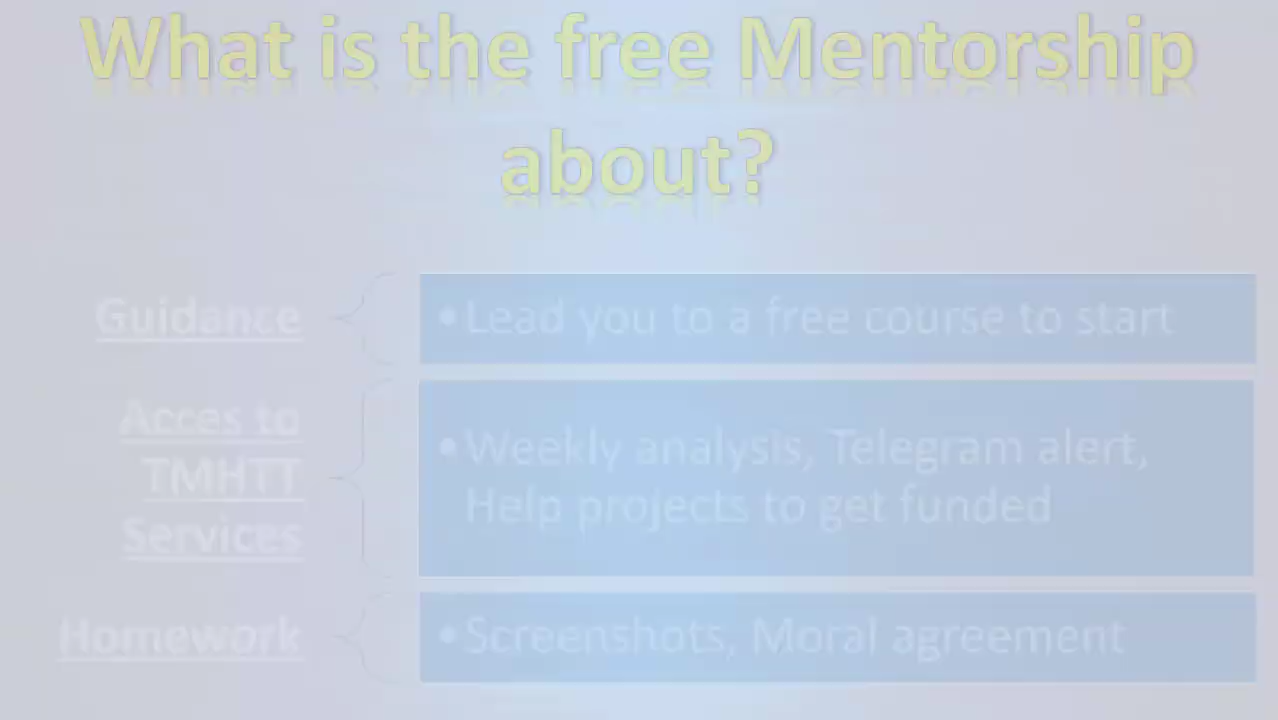 What is the free Mentorship
about?
Guidance
• Lead you to a free course to start
Acces to
TMHTT
Services
• Weekly analysis, Telegram alert,
Help projects to get funded
Homework
• Screenshots, Moral agreement